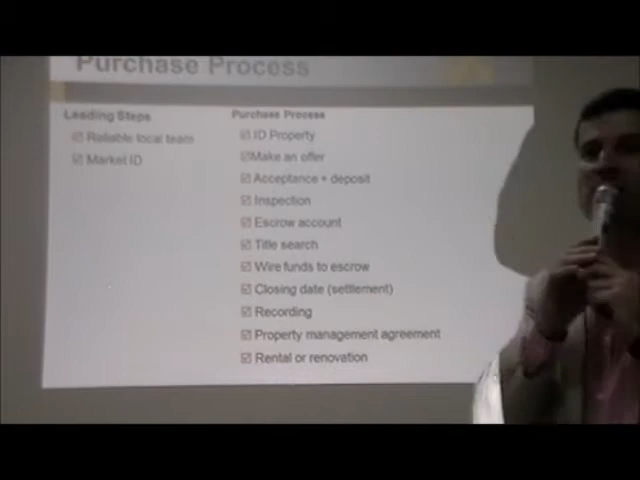 Purchase Process
Leading Steps
Reliable local team
Market ID
Purchase Process
ID Property
Make an offer
Acceptance + deposit
Inspection
Escrow account
Title search
Wire funds to escrow
Closing date (settlement)
Recording
Property management agreement
Rental or renovation